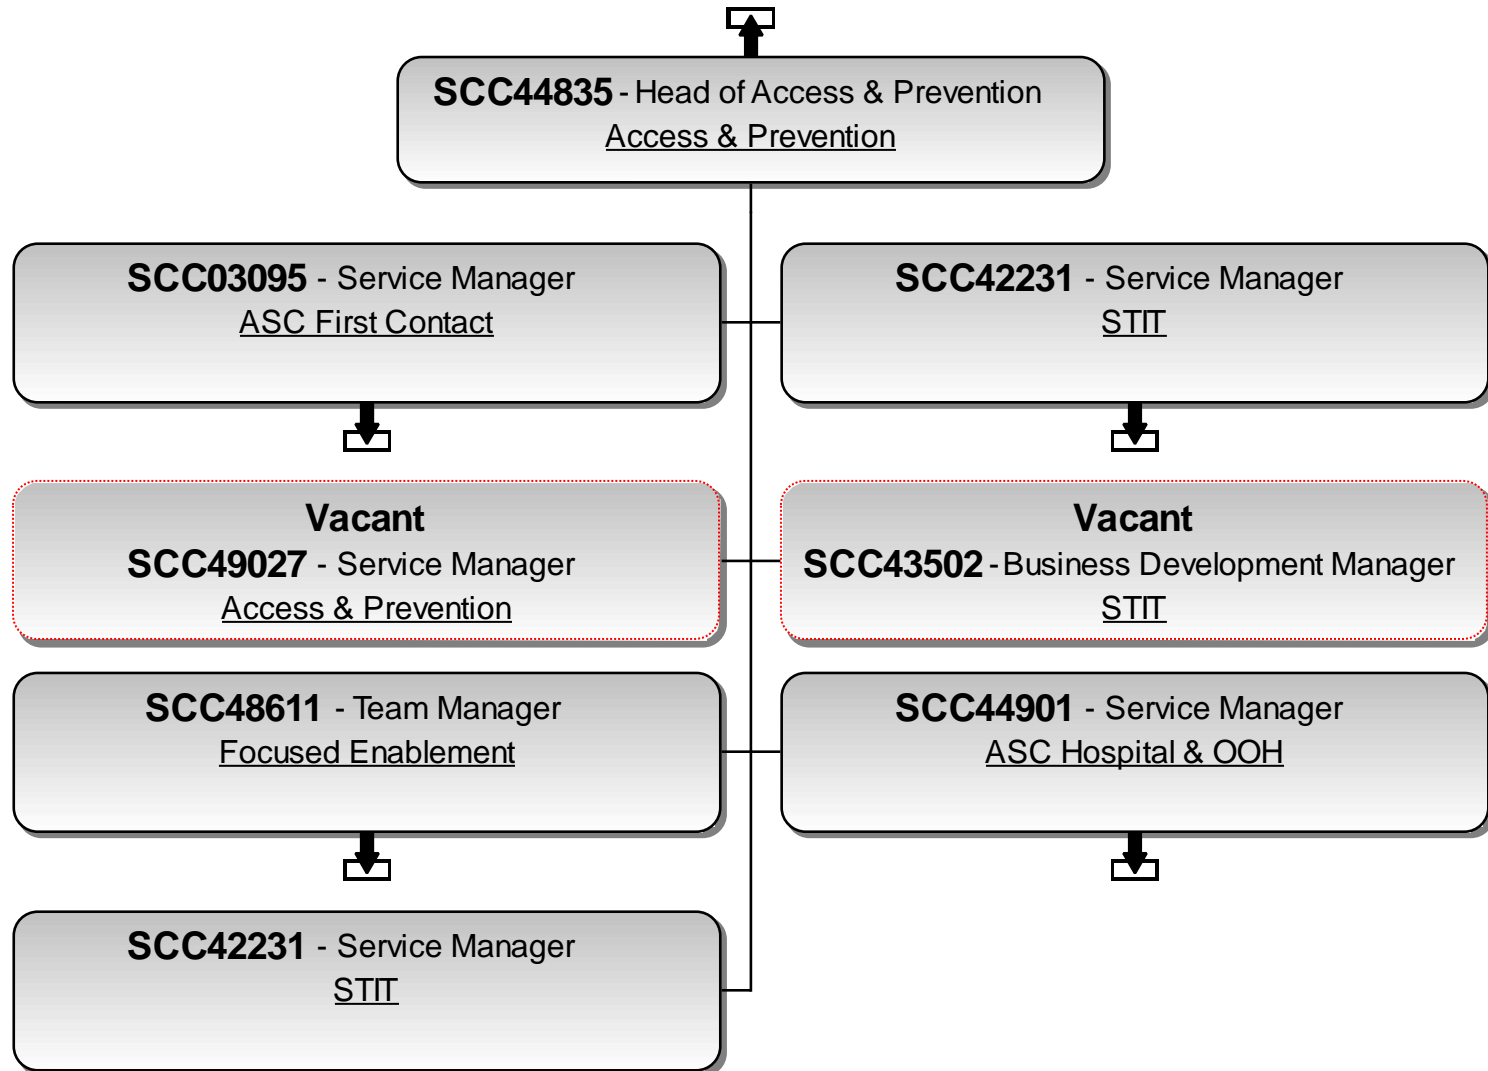 SCC44835 - Head of Access & Prevention
Access & Prevention
SCC03095 - Service Manager
ASC First Contact
SCC42231 - Service Manager
STIT
Vacant
SCC49027 - Service Manager
Access & Prevention
Vacant
SCC43502 - Business Development Manager
STIT
SCC48611 - Team Manager
Focused Enablement
SCC44901 - Service Manager
ASC Hospital & OOH
SCC42231 - Service Manager
STIT